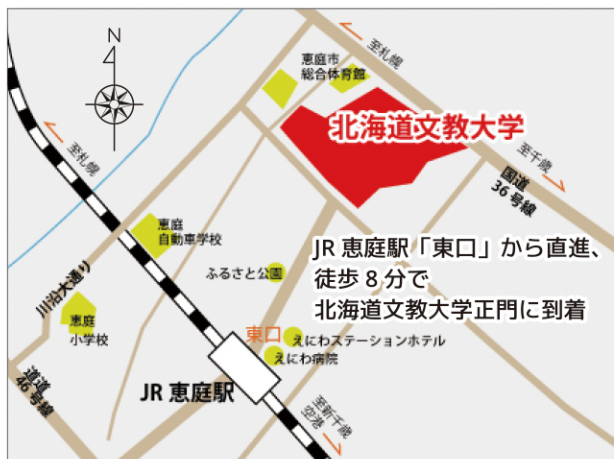 N
至札幌
恵庭市
総合体育館
北海道文教大学
至千歳
国道
36号線
至札幌
恵庭
自動車学校
JR 恵庭駅「東口」から直進、
徒歩 8 分で
北海道文教大学正門に到着
ふるさと公園
川沿大通り
恵庭
小学校
東口
えにわステーションホテル
えにわ病院
道道
46号線
JR 恵庭駅
至新千歳
空港